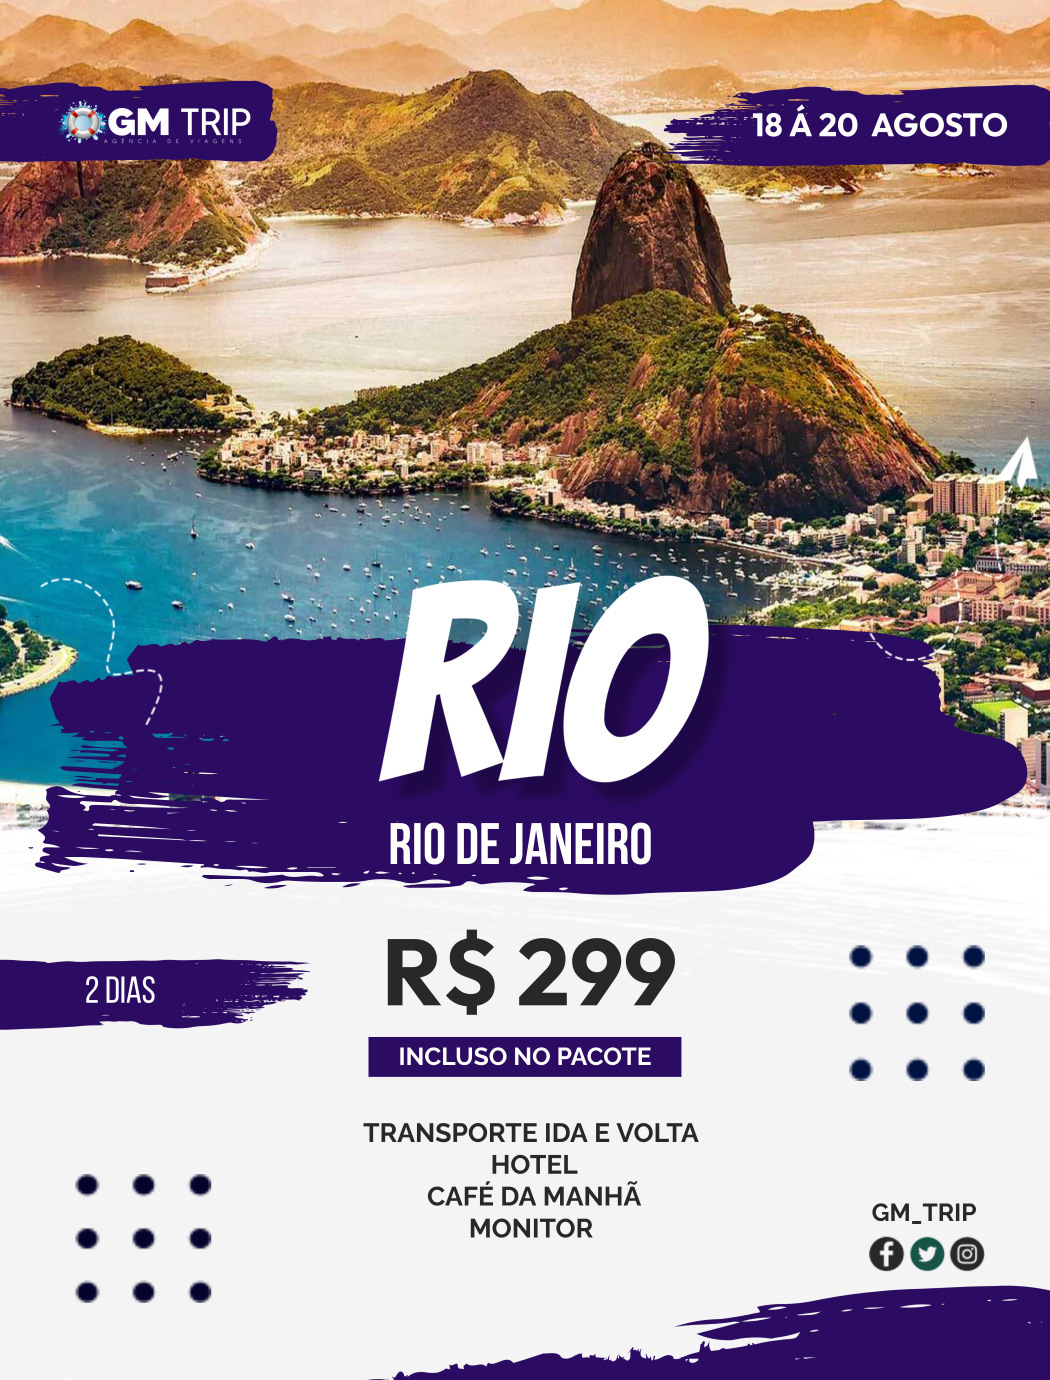 GM TRIP
AGÊNCIA DE VIAGENS
18 Á 20 AGOSTO
RIO
RIO DE JANEIRO
2 DIAS
R$ 299
INCLUSO NO PACOTE
TRANSPORTE IDA E VOLTA
HOTEL
CAFÉ DA MANHÃ
MONITOR
GM_TRIP